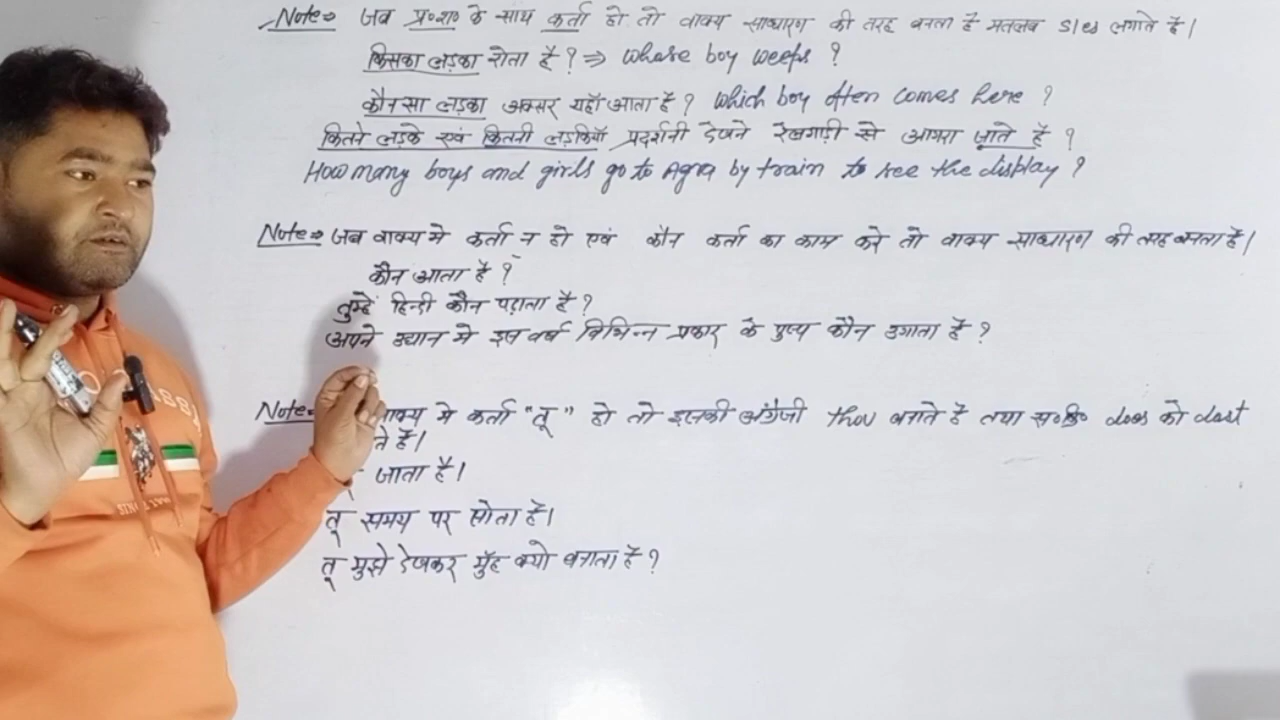 Note⇒ जब प्र०श० के साथ कर्ता हो तो वाक्य साधारण की तरह बनता है मतलब s/es लगाते है।
किसका लड़का रोता है? ⇒ Whose boy weeps ?
कौन सा लड़का अक्सर यहाँ आता है? Which boy often comes here ?
कितने लड़के एवं कितनी लड़कियाँ प्रदर्शनी देखने रेलगाड़ी से आगरा जाते है ?
How many boys and girls go to Agra by train to see the display ?
Note⇒ जब वाक्य मे कर्ता न हो एवं कौन कर्ता का काम करे तो वाक्य साधारण की तरह बनता है।
कौन आता है ?
तुम्हें हिन्दी कौन पढ़ाता है?
अपने उद्यान मे इस वर्ष विभिन्न प्रकार के पुष्प कौन उगाता है ?
Note वाक्य मे कर्ता "तू" हो तो इसकी अंग्रेजी thou बनाते है तथा स०क्रि० does को dost
ते है।
जाता है।
तू समय पर सोता है।
तू मुझे देखकर मुँह क्यो बनाता है ?